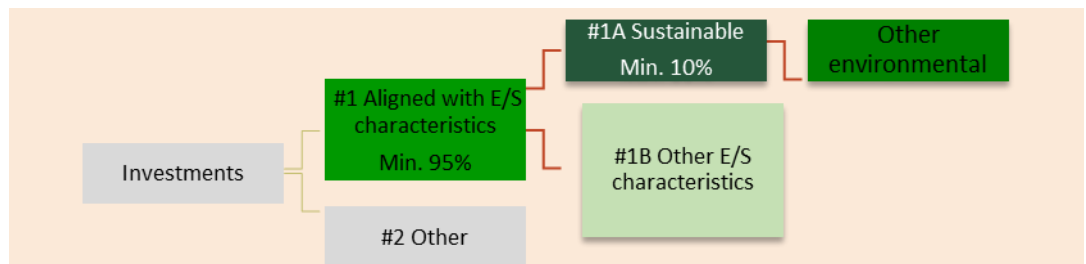 Investments
#1 Aligned with E/S
characteristics
Min. 95%
#2 Other
#1A Sustainable
Min. 10%
#1B Other E/S
characteristics
Other
environmental